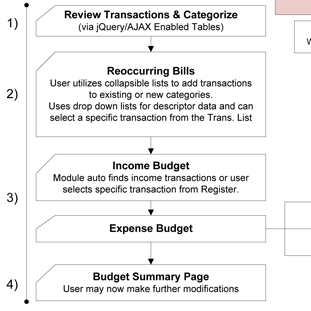 1)
Review Transactions & Categorize
(via jQuery/AJAX Enabled Tables)
2)
Reoccurring Bills
User utilizes collapsible lists to add transactions
to existing or new categories.
Uses drop down lists for descriptor data and can
select a specific transaction from the Trans. List
3)
Income Budget
Module auto finds income transactions or user
selects specific transaction from Register.
Expense Budget
4)
Budget Summary Page
User may now make further modifications